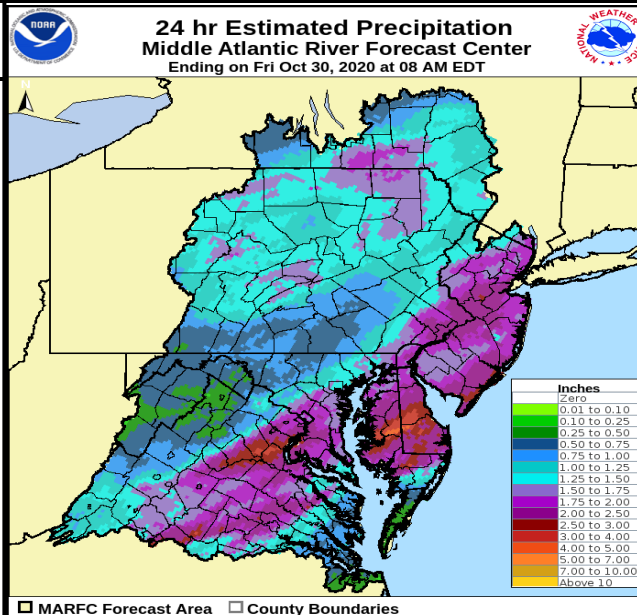 24 hr Estimated Precipitation
Middle Atlantic River Forecast Center
Ending on Fri Oct 30, 2020 at 08 AM EDT
NOAA
N
Inches
Zero
0.01 to 0.10
0.10 to 0.25
0.25 to 0.50
0.50 to 0.75
0.75 to 1.00
1.00 to 1.25
1.25 to 1.50
1.50 to 1.75
1.75 to 2.00
2.00 to 2.50
2.50 to 3.00
3.00 to 4.00
4.00 to 5.00
5.00 to 7.00
7.00 to 10.00
Above 10
MARFC Forecast Area County Boundaries